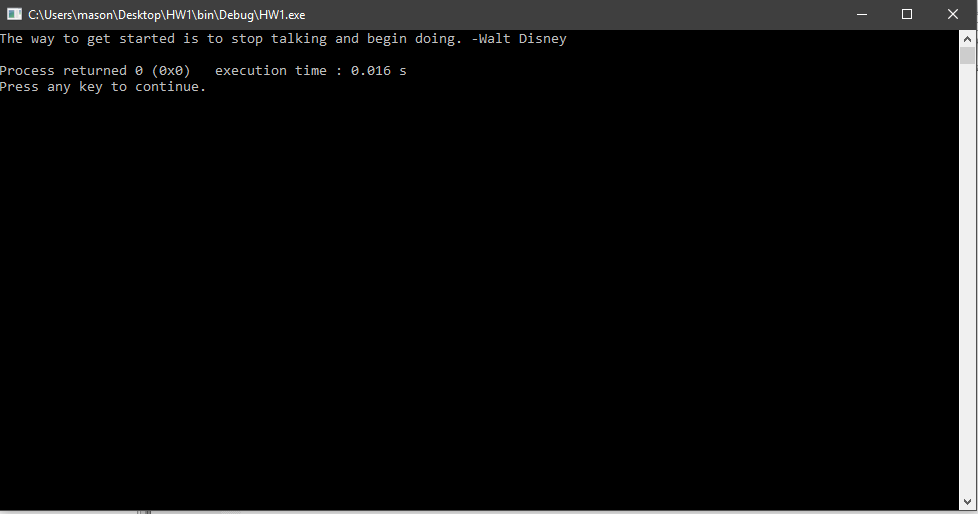 C:\Users\mason\Desktop\HW1\bin\Debug\HW1.exe
The way to get started is to stop talking and begin doing. -Walt Disney
Process returned 0 (0x0)   execution time : 0.016 s
Press any key to continue.